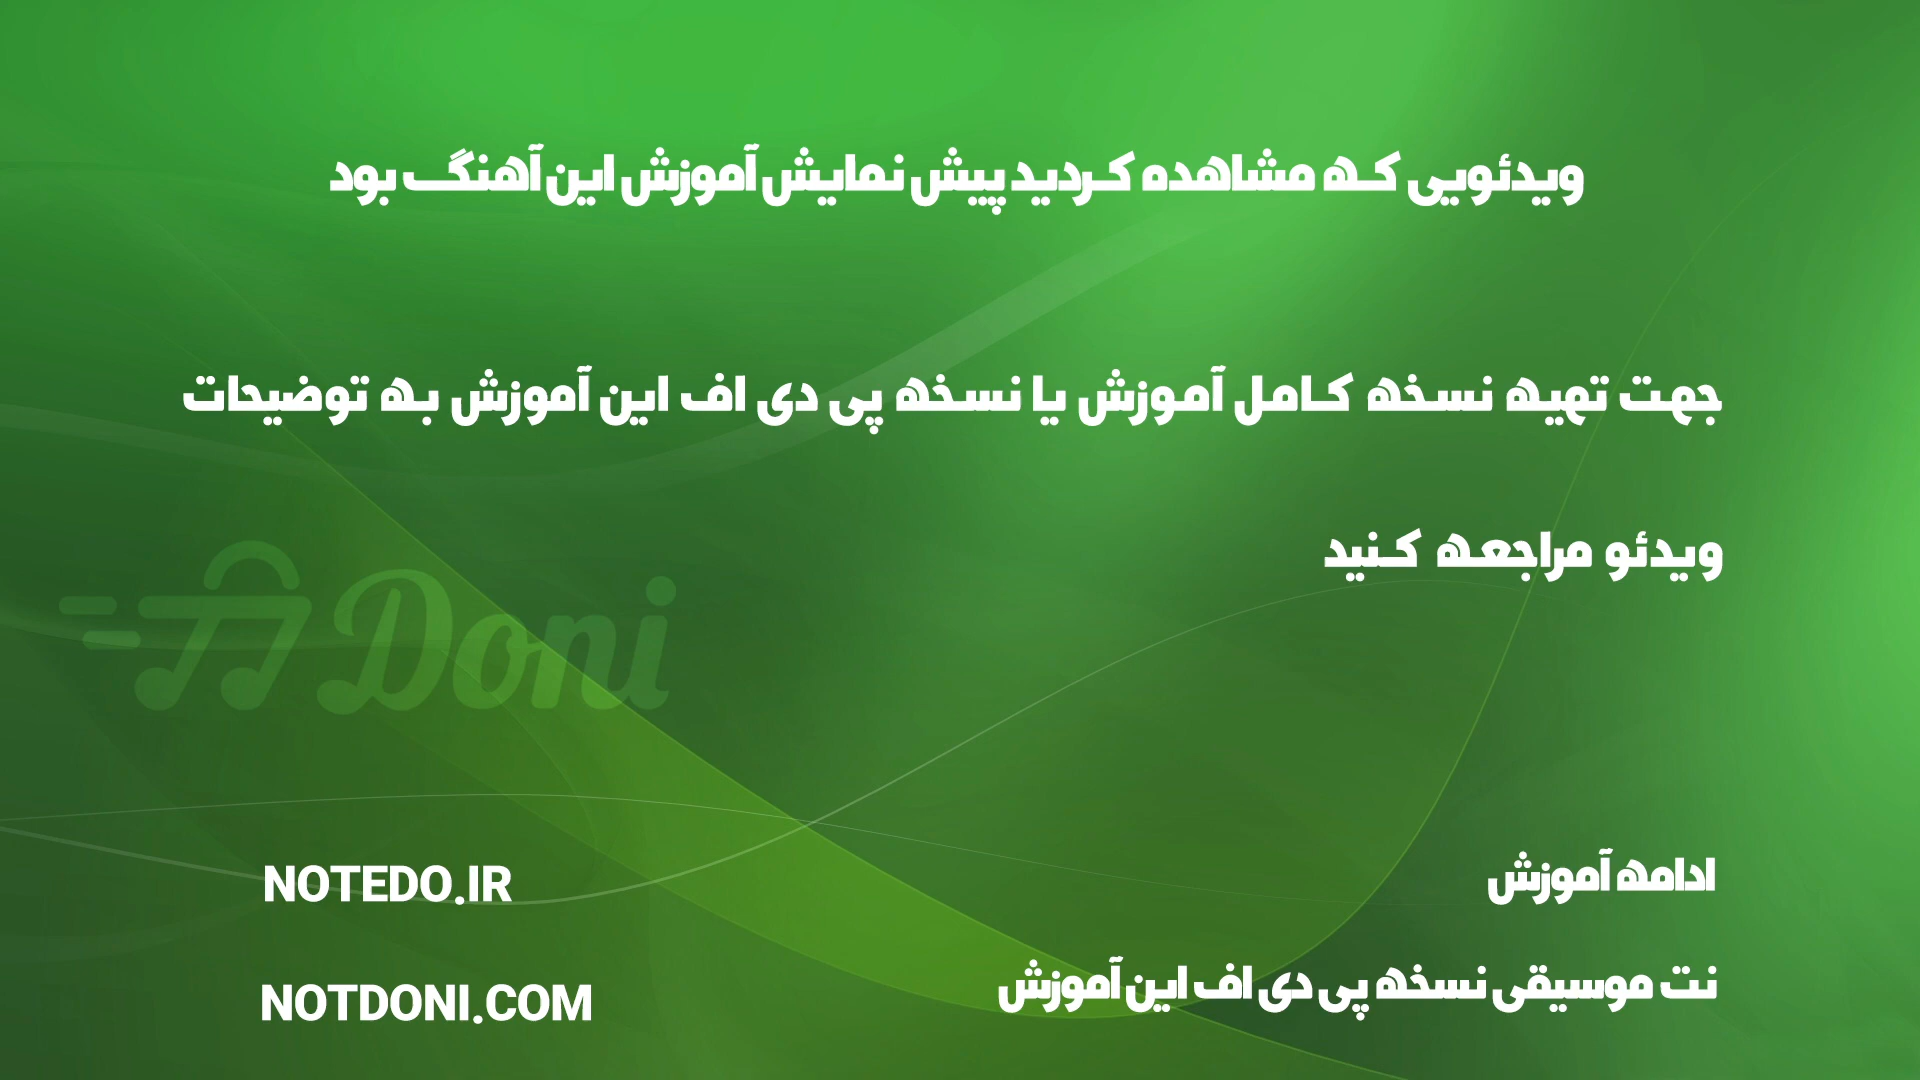 ویدئویی که مشاهده کردید پیش نمایش آموزش این آهنگ بود
جهت تهیه نسخه کامل آموزش یا نسخه پی دی اف این آموزش به توضیحات
ویدئو مراجعه کنید
Doni
ادامه آموزش
NOTEDO.IR
نت موسیقی نسخه پی دی اف این آموزش
NOTDONI.COM